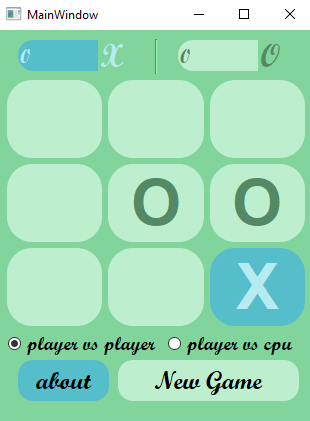 MainWindow
0 X 0 O
O O
X
player vs player player vs cpu
about New Game